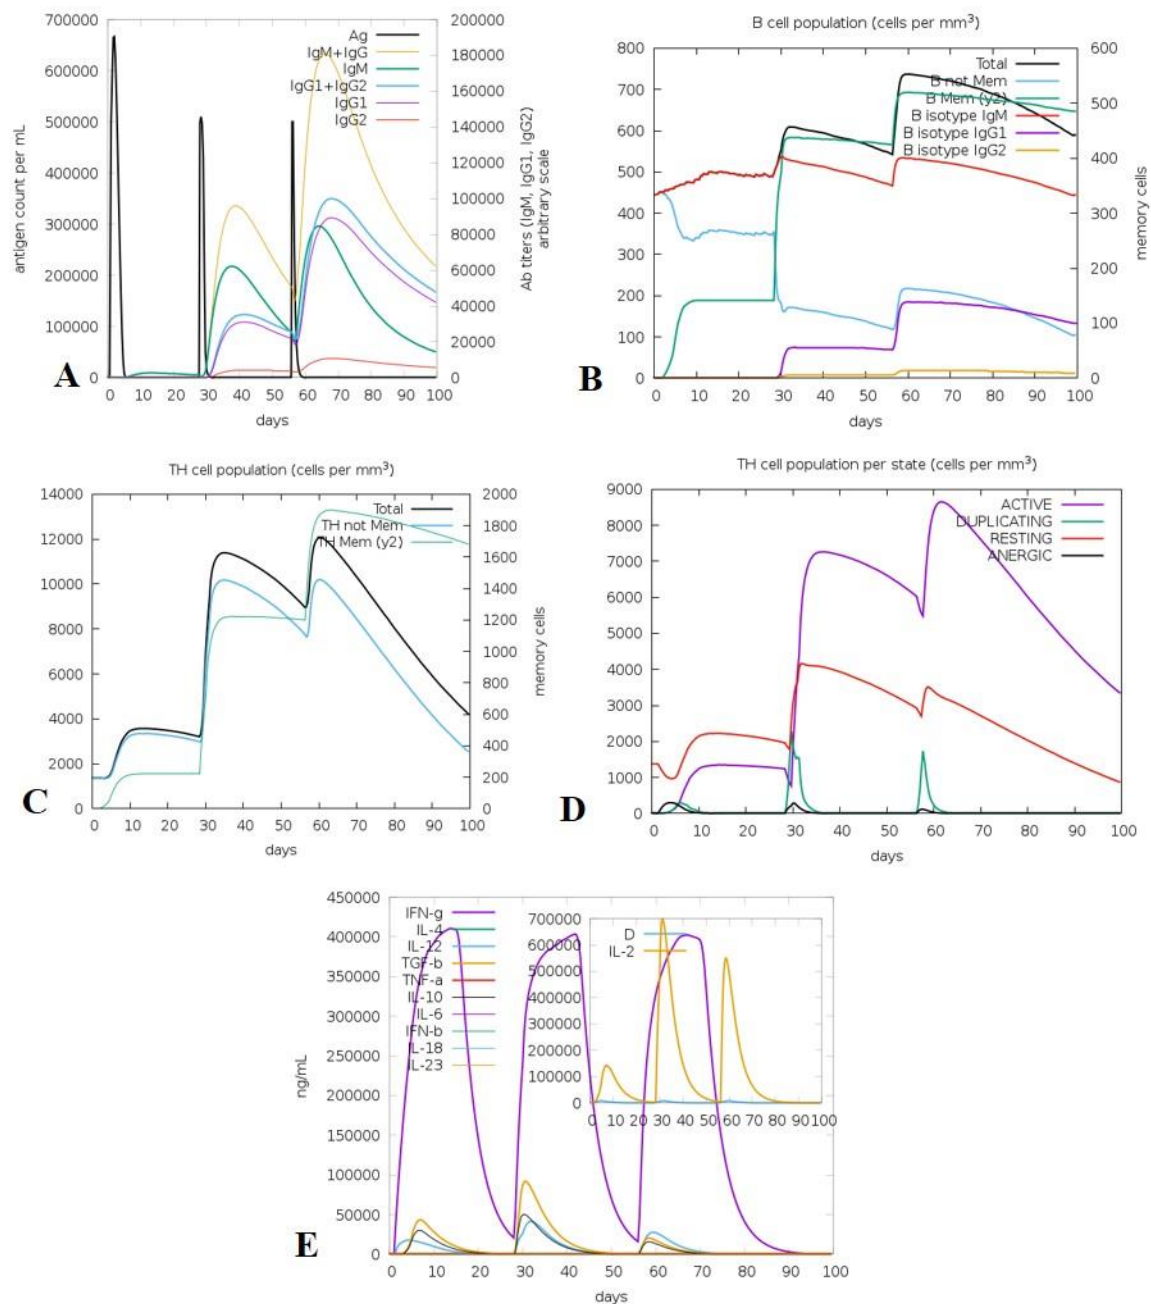 700000
600000
500000
400000
300000
200000
100000
0
antigen count per mL
Ag
IgM+IgG
IgM
IgG1+IgG2
IgG1
IgG2
200000
180000
160000
140000
120000
100000
80000
60000
40000
20000
0
Ab titers (IgM, IgG1, IgG2)
arbitrary scale
0 10 20 30 40 50 60 70 80 90 100
days
A
B cell population (cells per mm³)
800
700
600
500
400
300
200
100
0
Total
B not Mem
B Mem (y2)
B isotype IgM
B isotype IgG1
B isotype IgG2
600
500
400
300
200
100
0
memory cells
0 10 20 30 40 50 60 70 80 90 100
days
B
TH cell population (cells per mm³)
14000
12000
10000
8000
6000
4000
2000
0
Total
TH not Mem
TH Mem (y2)
2000
1800
1600
1400
1200
1000
800
600
400
200
0
memory cells
0 10 20 30 40 50 60 70 80 90 100
days
C
TH cell population per state (cells per mm³)
9000
8000
7000
6000
5000
4000
3000
2000
1000
0
ACTIVE
DUPLICATING
RESTING
ANERGIC
0 10 20 30 40 50 60 70 80 90 100
days
D
450000
400000
350000
300000
250000
200000
150000
100000
50000
0
ng/mL
IFN-g
IL-4
IL-12
TGF-b
TNF-a
IL-10
IL-6
IFN-b
IL-18
IL-23
700000
600000
500000
400000
300000
200000
100000
0
D
IL-2
0 10 20 30 40 50 60 70 80 90 100
0 10 20 30 40 50 60 70 80 90 100
days
E